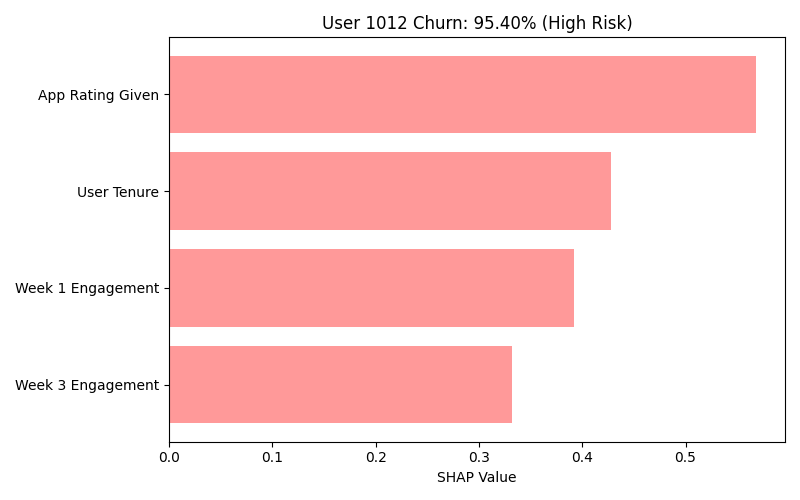 User 1012 Churn: 95.40% (High Risk)
App Rating Given
User Tenure
Week 1 Engagement
Week 3 Engagement
0.0 0.1 0.2 0.3 0.4 0.5
SHAP Value